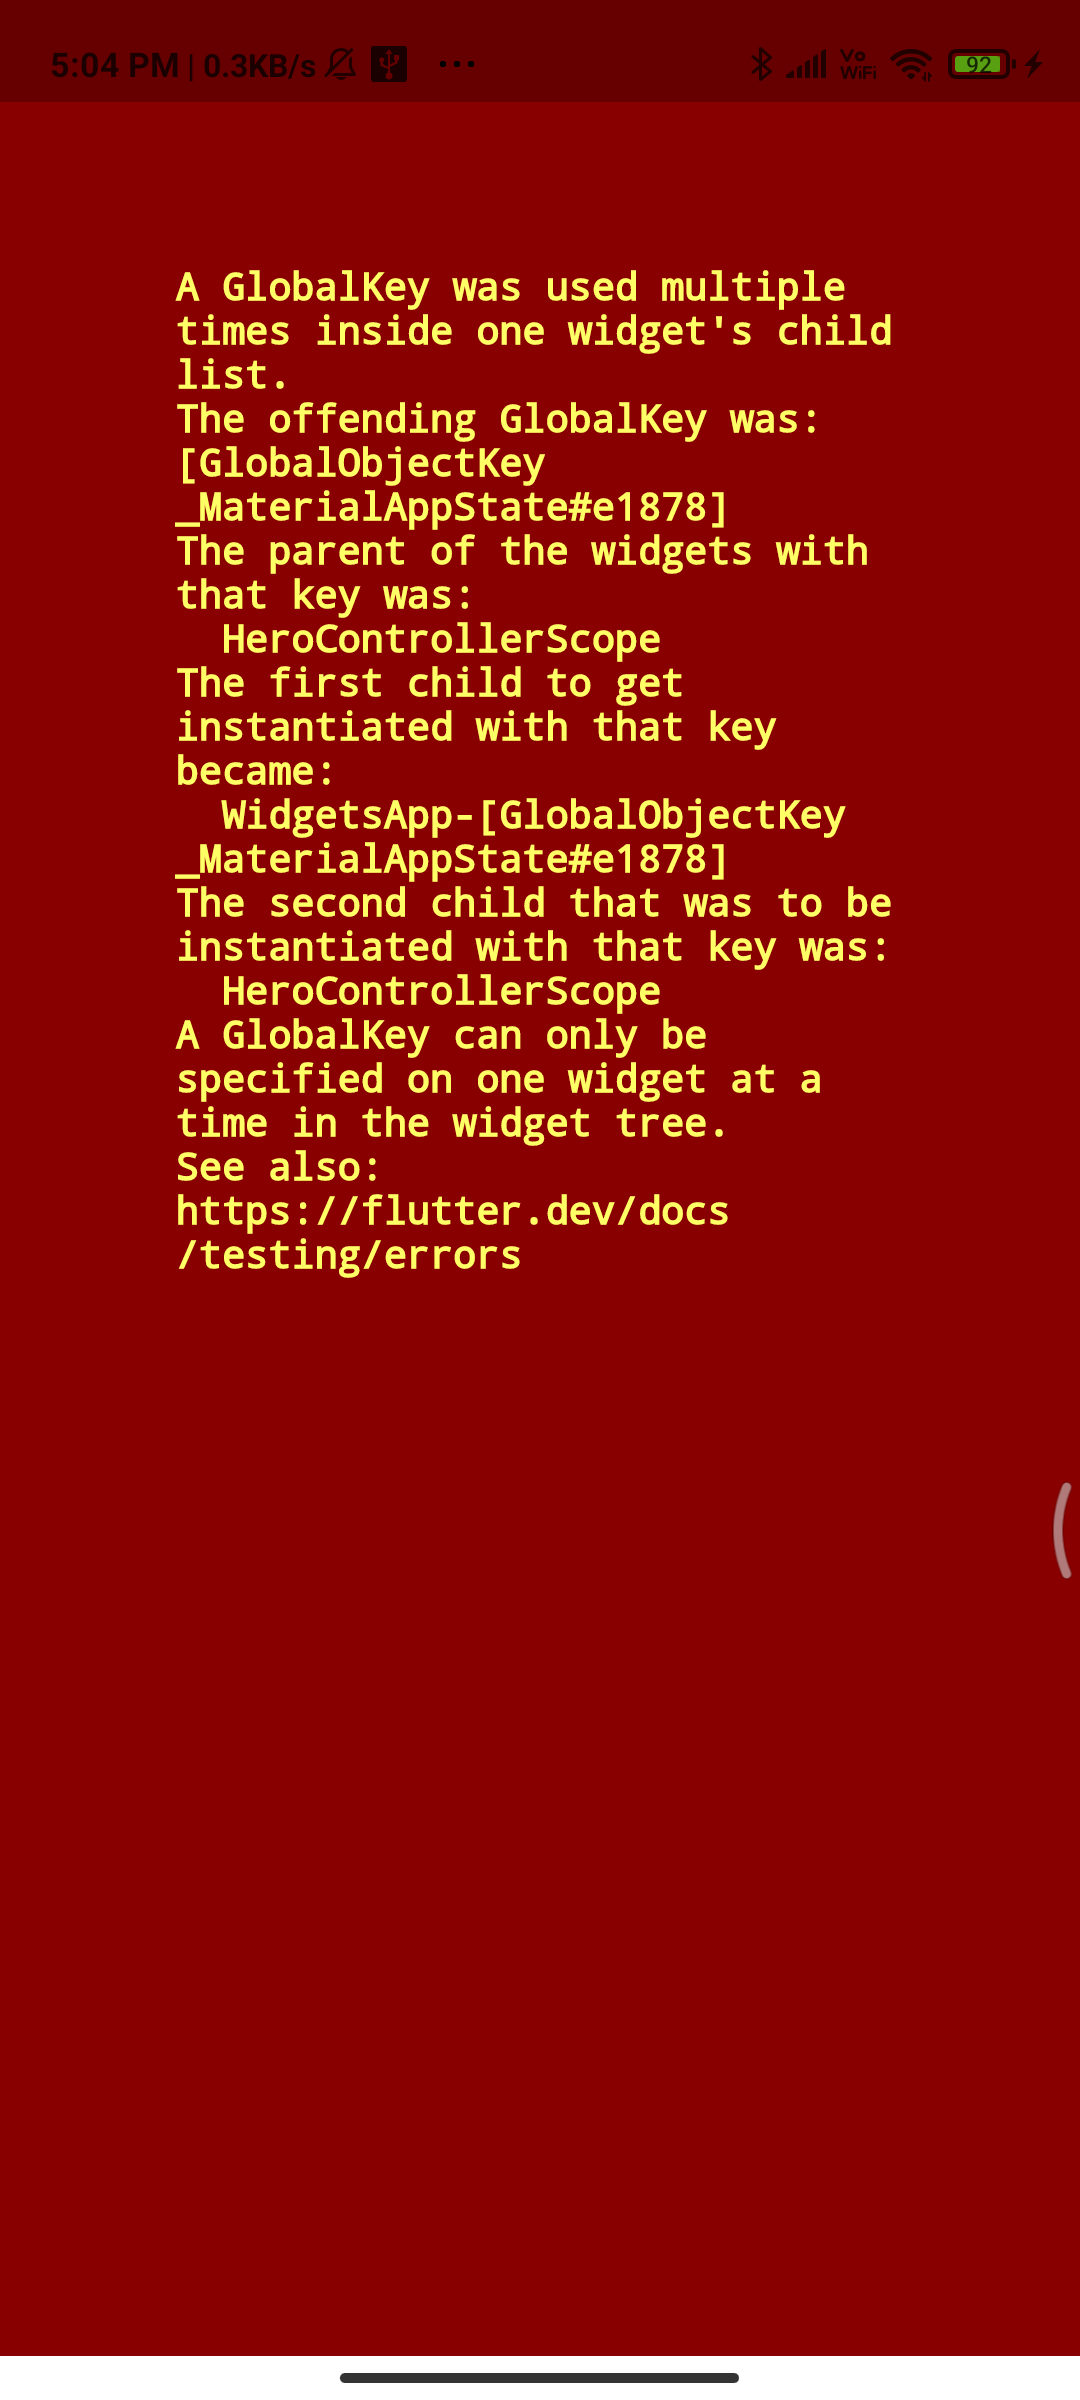 5:04 PM | 0.3KB/s
Vo
WiFi
92
A GlobalKey was used multiple
times inside one widget's child
list.
The offending GlobalKey was:
[GlobalObjectKey
_MaterialAppState#e1878]
The parent of the widgets with
that key was:
HeroControllerScope
The first child to get
instantiated with that key
became:
WidgetsApp-[GlobalObjectKey
_MaterialAppState#e1878]
The second child that was to be
instantiated with that key was:
HeroControllerScope
A GlobalKey can only be
specified on one widget at a
time in the widget tree.
See also:
https://flutter.dev/docs
/testing/errors